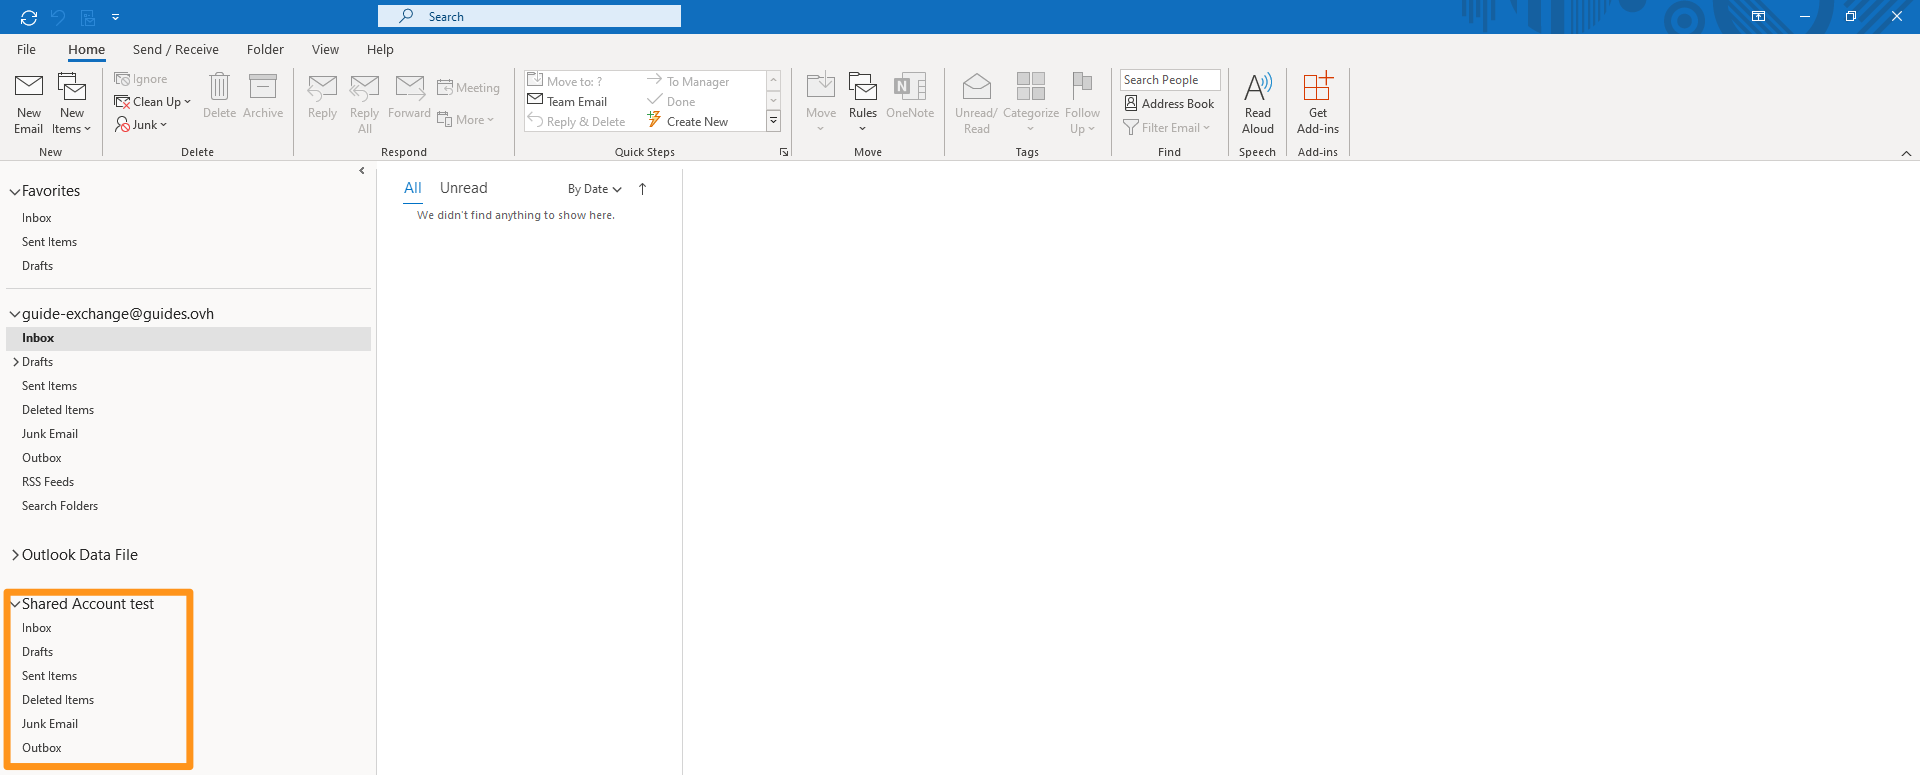 Search
File Home Send / Receive Folder View Help
New Email
New Items
New
Ignore
Clean Up
Junk
Delete
Archive
Delete
Reply
Reply All
Forward
Meeting
More
Respond
Move to: ?
Team Email
Reply & Delete
To Manager
Done
Create New
Quick Steps
Move
Rules
N OneNote
Move
Unread/ Read
Categorize
Follow Up
Tags
Search People
Address Book
Filter Email
Find
A Read Aloud
Speech
Get Add-ins
Add-ins
Favorites
Inbox
Sent Items
Drafts
guide-exchange@guides.ovh
Inbox
Drafts
Sent Items
Deleted Items
Junk Email
Outbox
RSS Feeds
Search Folders
Outlook Data File
Shared Account test
Inbox
Drafts
Sent Items
Deleted Items
Junk Email
Outbox
All Unread By Date
We didn't find anything to show here.